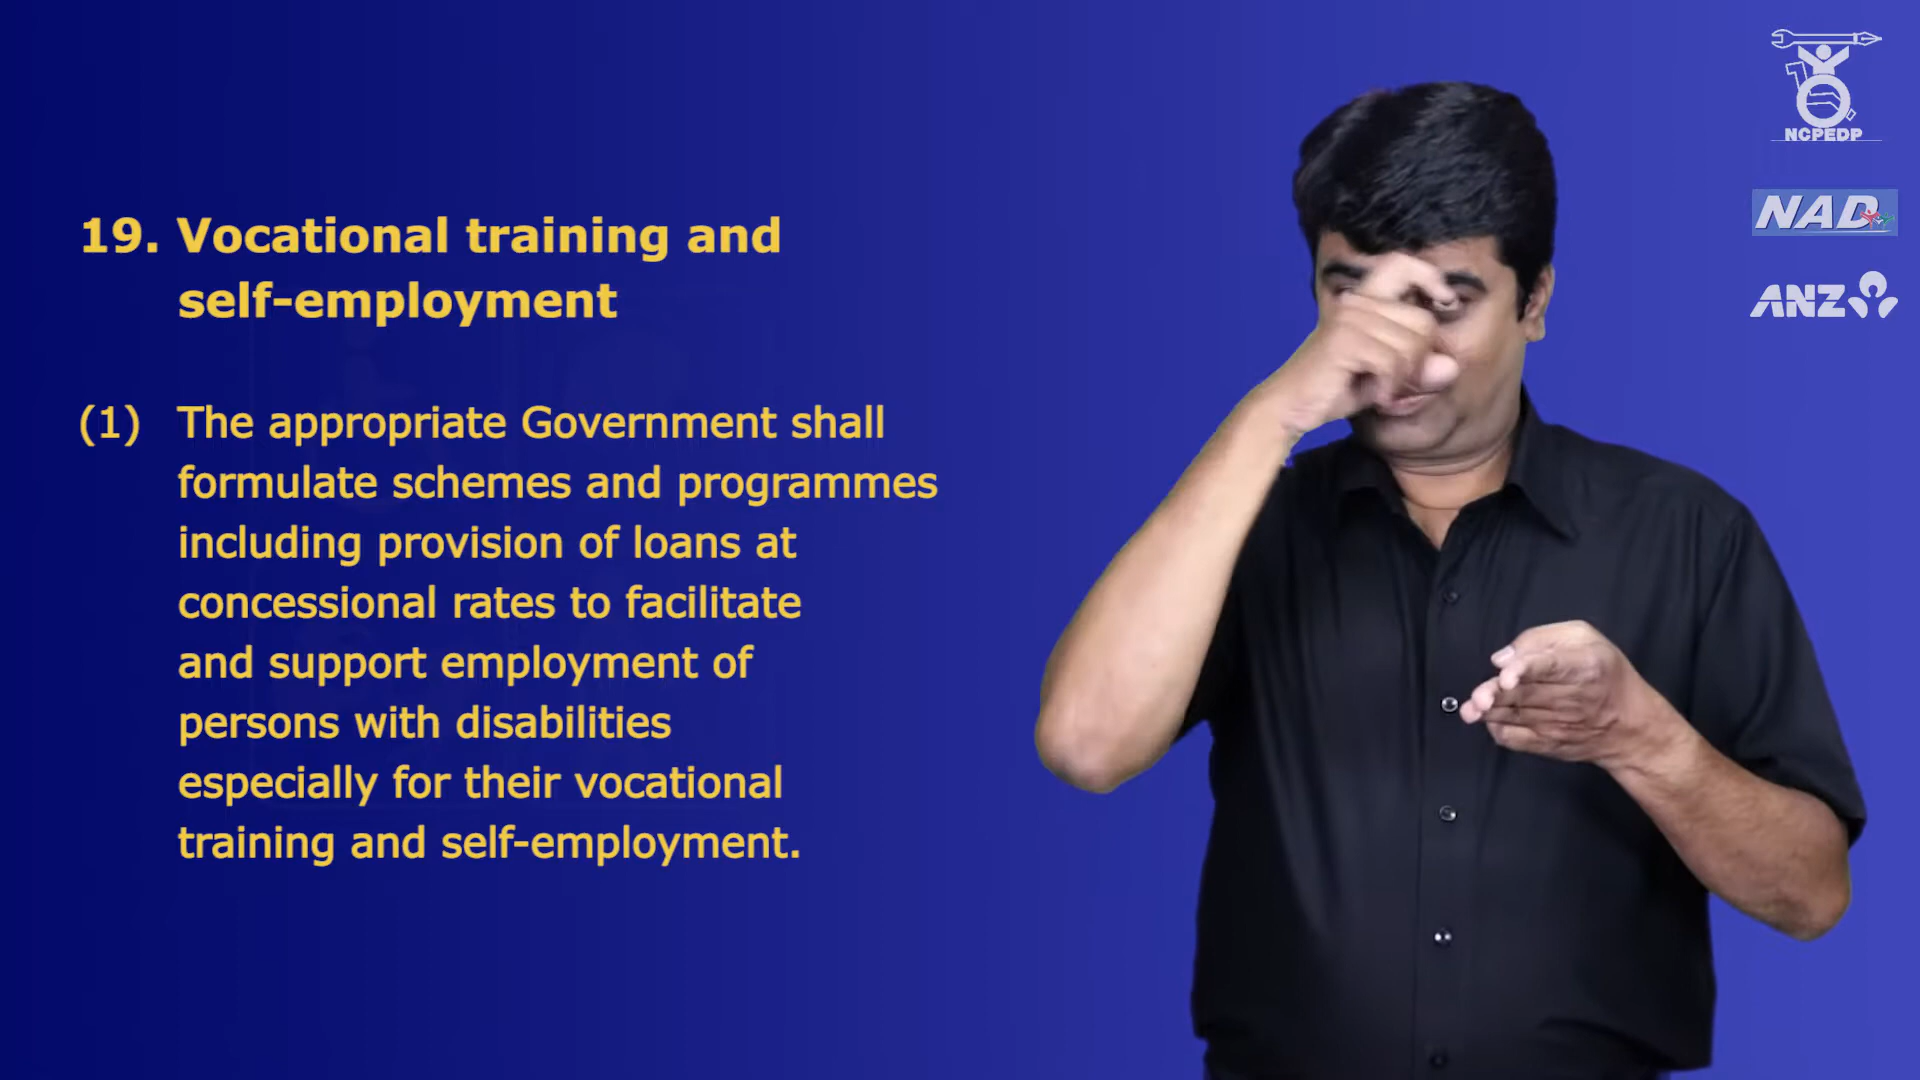 19. Vocational training and
self-employment
(1) The appropriate Government shall
formulate schemes and programmes
including provision of loans at
concessional rates to facilitate
and support employment of
persons with disabilities
especially for their vocational
training and self-employment.
NCPEDP
NAD
ANZ